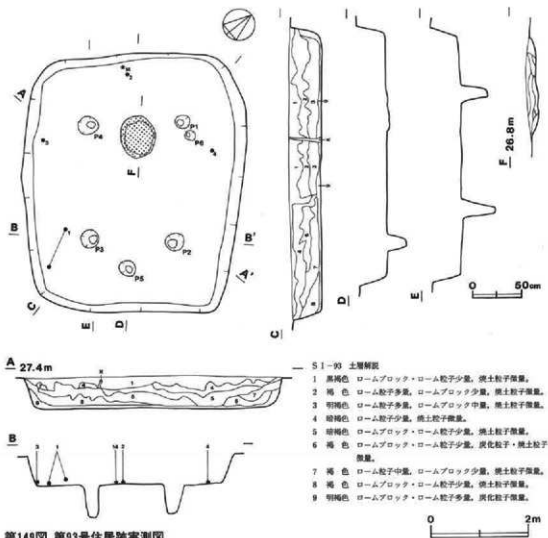 A
B
C
P4
P1
P6
F
3
4
1
P3
P2
P5
B'
A'
E
D
C
D
E
F 26.8m
0 50cm
A 27.4m
B
3 1 14 2 4
SI-93 土層解説
1 黒褐色 ロームブロック・ローム粒子少量,焼土粒子微量。
2 褐色 ローム粒子多量,ロームブロック少量,焼土粒子微量。
3 明褐色 ローム粒子多量,ロームブロック中量,焼土粒子微量。
4 暗褐色 ローム粒子少量,焼土粒子微量。
5 暗褐色 ロームブロック・ローム粒子少量,焼土粒子微量。
6 褐色 ロームブロック・ローム粒子少量,炭化粒子・焼土粒子
微量。
7 褐色 ローム粒子中量,ロームブロック少量,焼土粒子微量。
8 褐色 ロームブロック・ローム粒子少量,焼土粒子微量。
9 明褐色 ロームブロック・ローム粒子多量,炭化粒子微量。
第148図 第93号住居跡実測図
0 2m